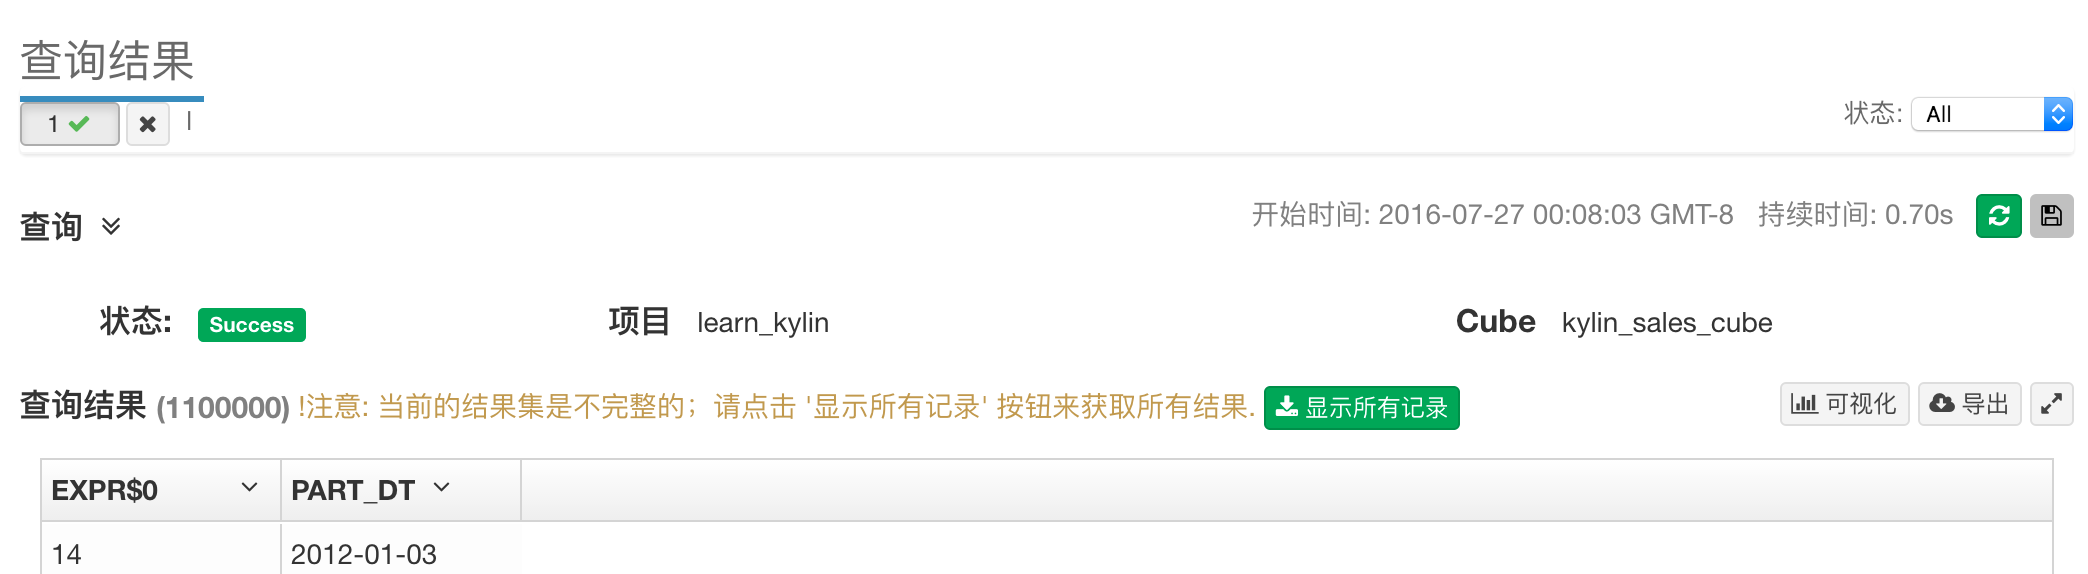 查询结果
1
状态: All
查询
开始时间: 2016-07-27 00:08:03 GMT-8 持续时间: 0.70s
状态: Success 项目 learn_kylin Cube kylin_sales_cube
查询结果 (1100000) !注意: 当前的结果集是不完整的；请点击 '显示所有记录' 按钮来获取所有结果. 显示所有记录 可视化 导出
EXPR$0 PART_DT
14 2012-01-03